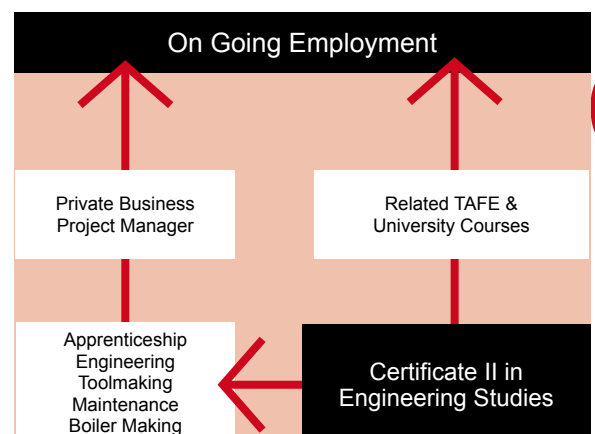 On Going Employment
Private Business
Project Manager
Related TAFE &
University Courses
Apprenticeship
Engineering
Toolmaking
Maintenance
Boiler Making
Certificate II in
Engineering Studies